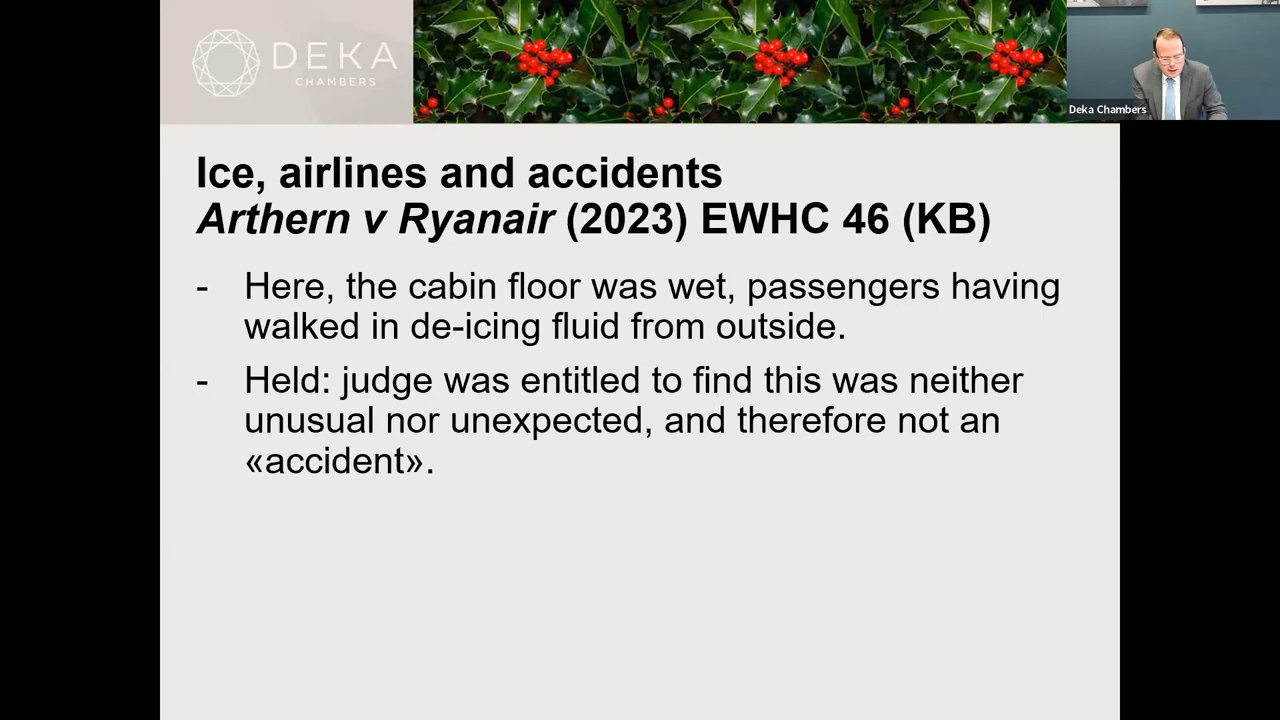 DEKA
CHAMBERS
Deka Chambers
Ice, airlines and accidents
Arthern v Ryanair (2023) EWHC 46 (KB)
- Here, the cabin floor was wet, passengers having
walked in de-icing fluid from outside.
- Held: judge was entitled to find this was neither
unusual nor unexpected, and therefore not an
«accident».